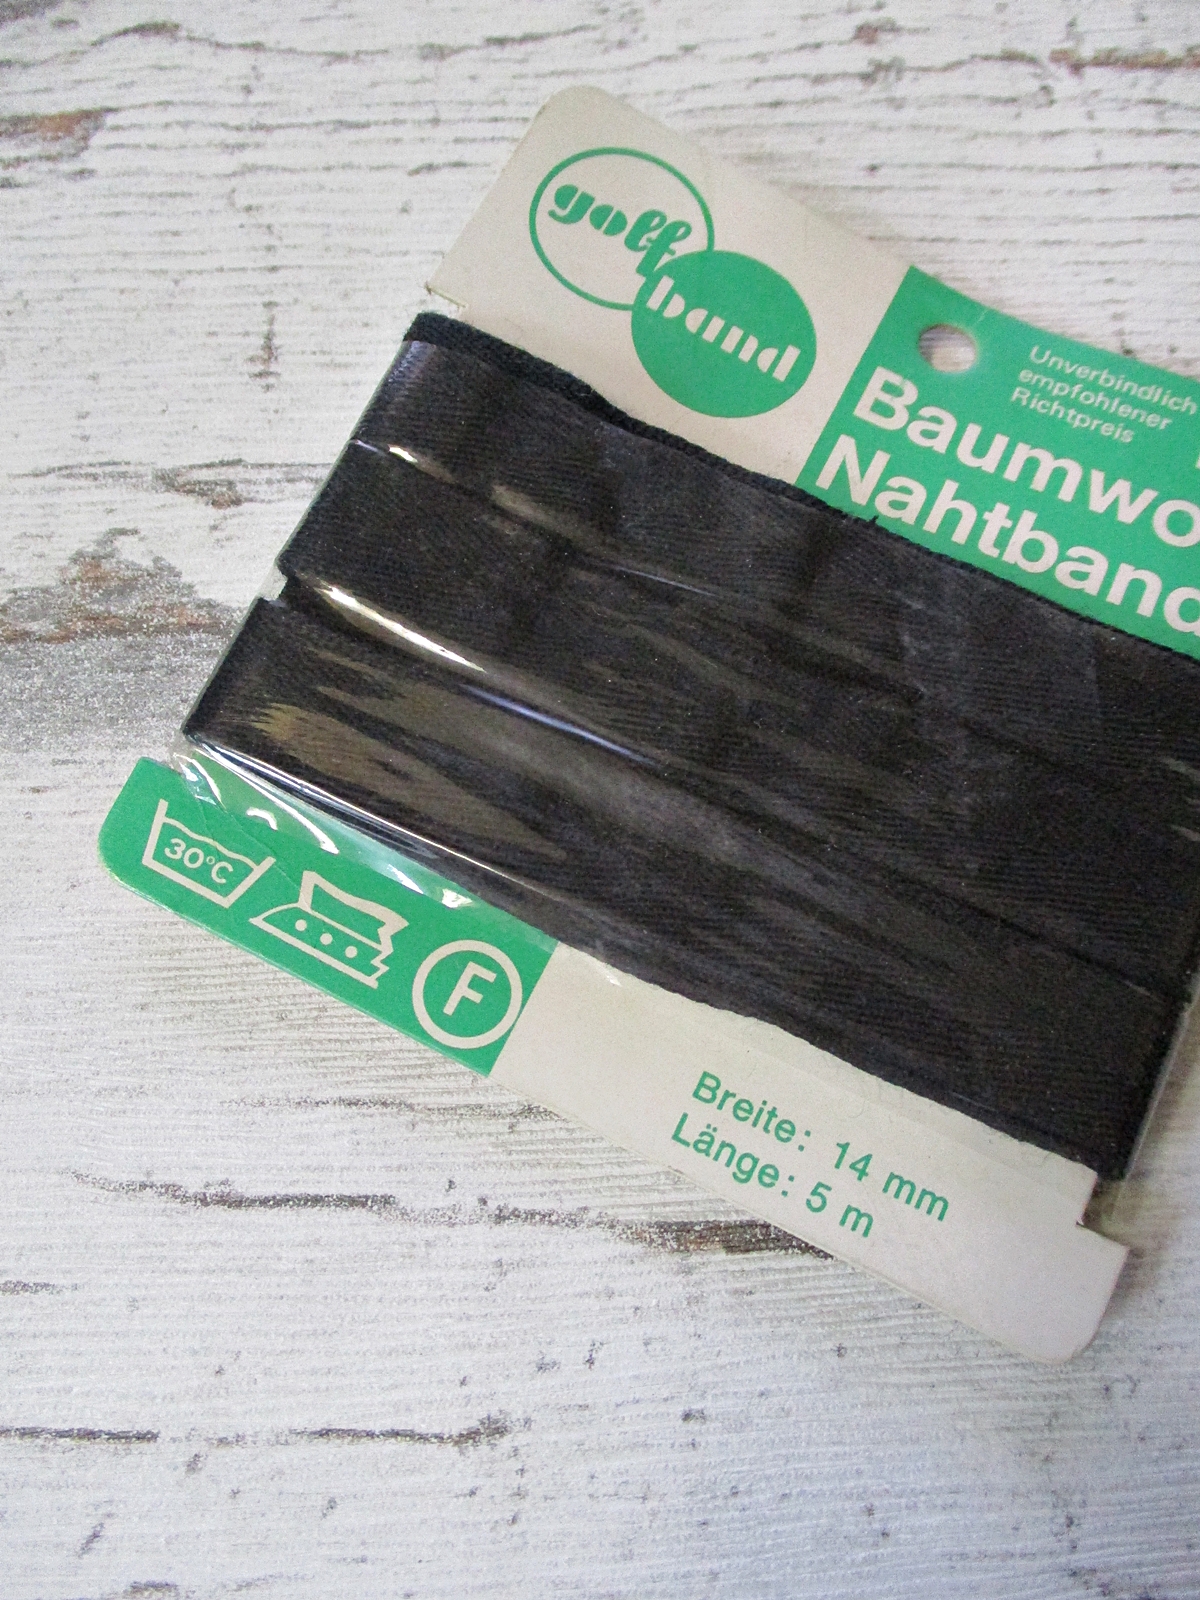 golf
band
Unverbindlich
empfohlener
Richtpreis
Baumwo
Nahtband
30°C
F
Breite: 14 mm
Länge: 5 m